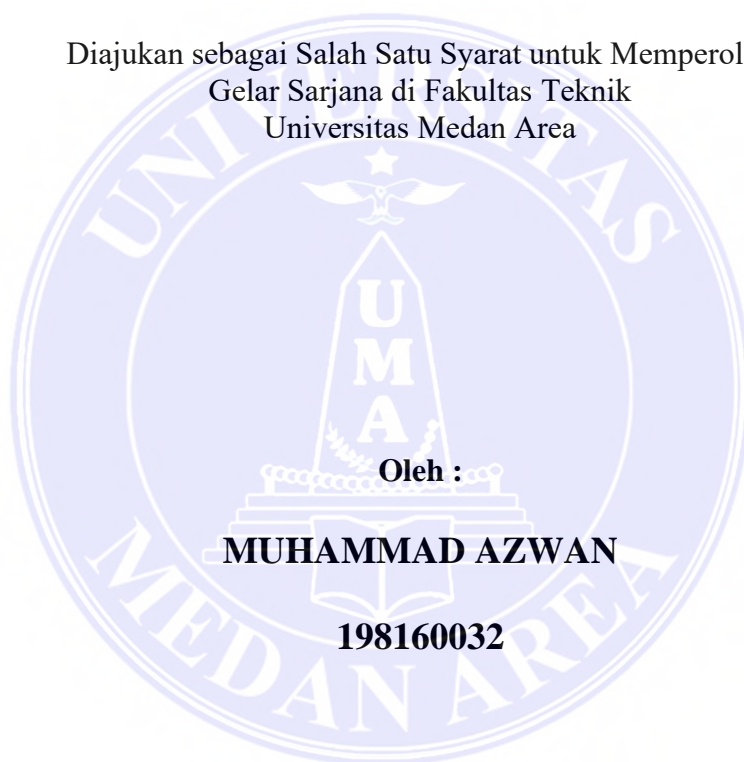 Diajukan sebagai Salah Satu Syarat untuk Memperol
Gelar Sarjana di Fakultas Teknik
Universitas Medan Area
UNIVERSITAS
U
M
A
Oleh :
MUHAMMAD AZWAN
198160032
MEDAN AREA